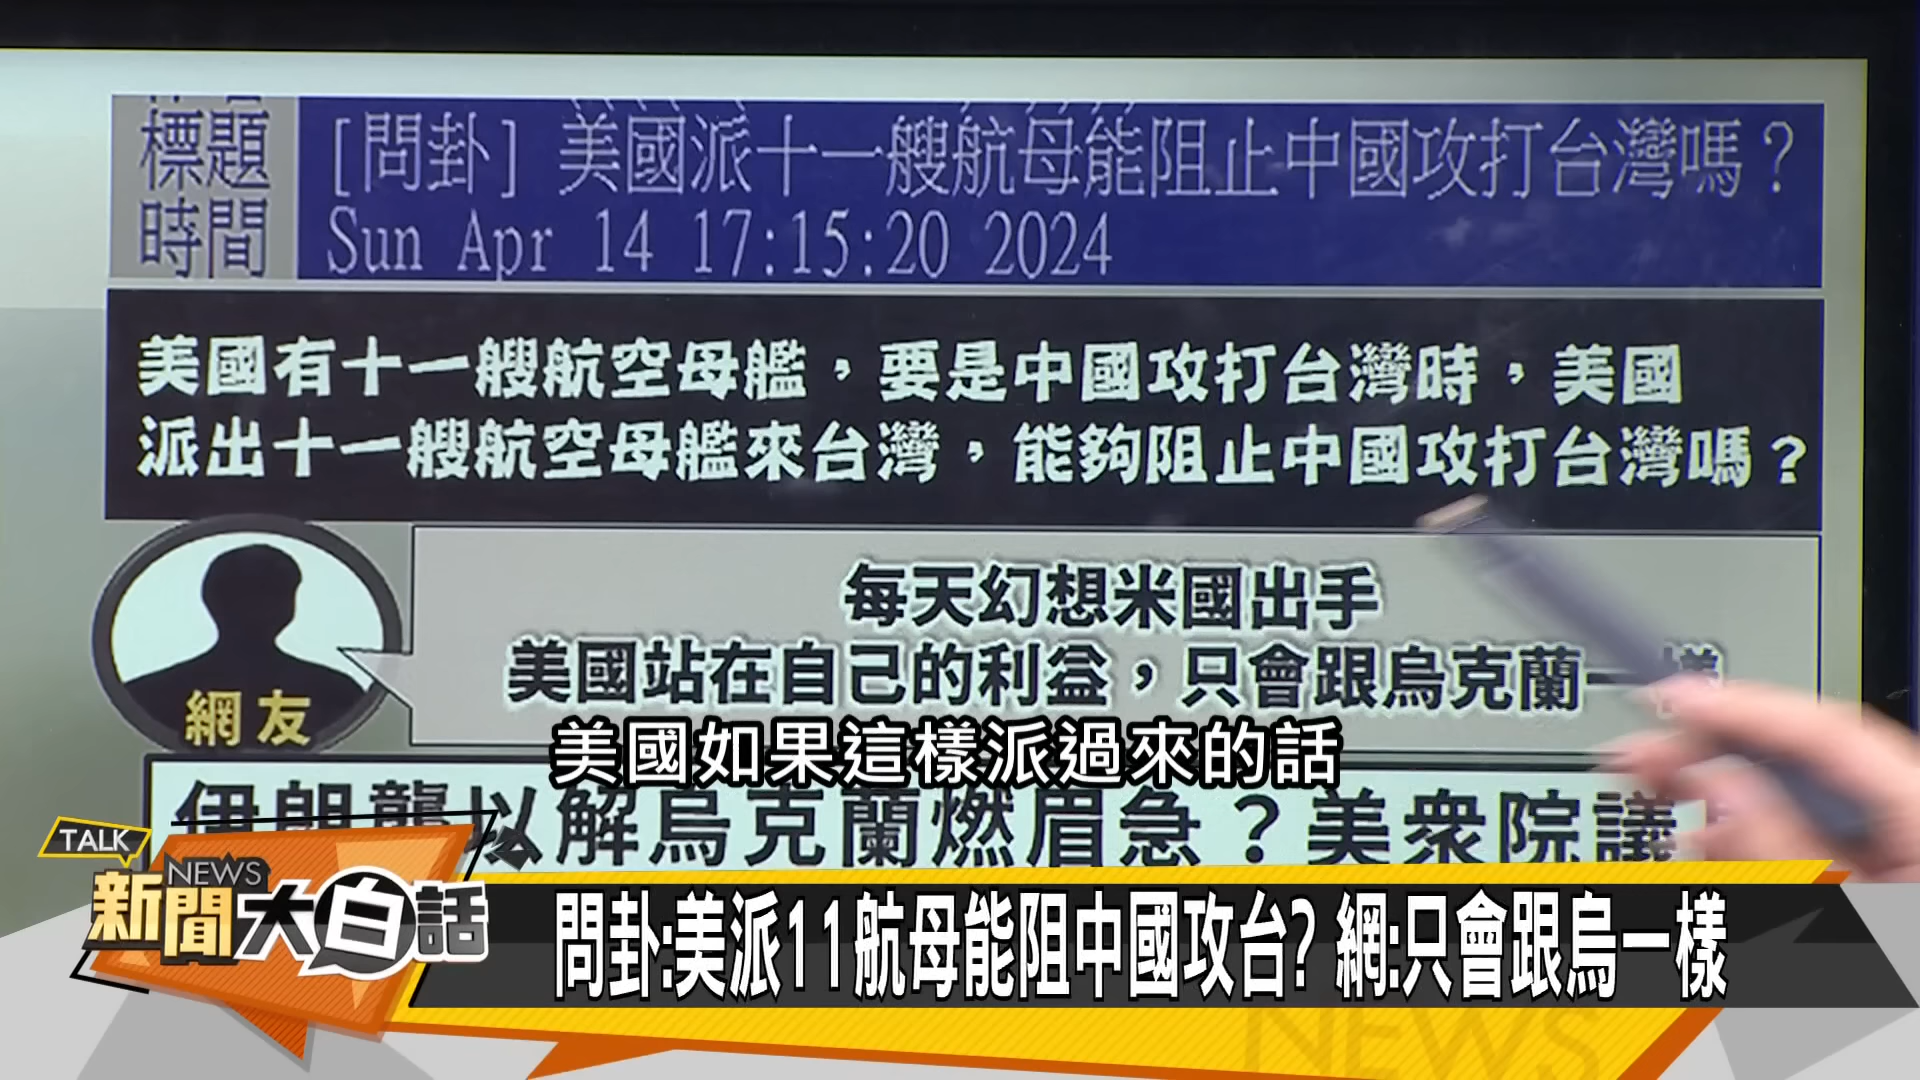 標題 [問卦] 美國派十一艘航母能阻止中國攻打台灣嗎?
時間 Sun Apr 14 17:15:20 2024
美國有十一艘航空母艦，要是中國攻打台灣時，美國
派出十一艘航空母艦來台灣，能夠阻止中國攻打台灣嗎？
每天幻想米國出手
美國站在自己的利益，只會跟烏克蘭一樣
網友
美國如果這樣派過來的話
伊朗襲以解烏克蘭燃眉急？美眾院議
TALK
NEWS
新聞大白話
問卦:美派11航母能阻中國攻台? 網:只會跟烏一樣
NEWS